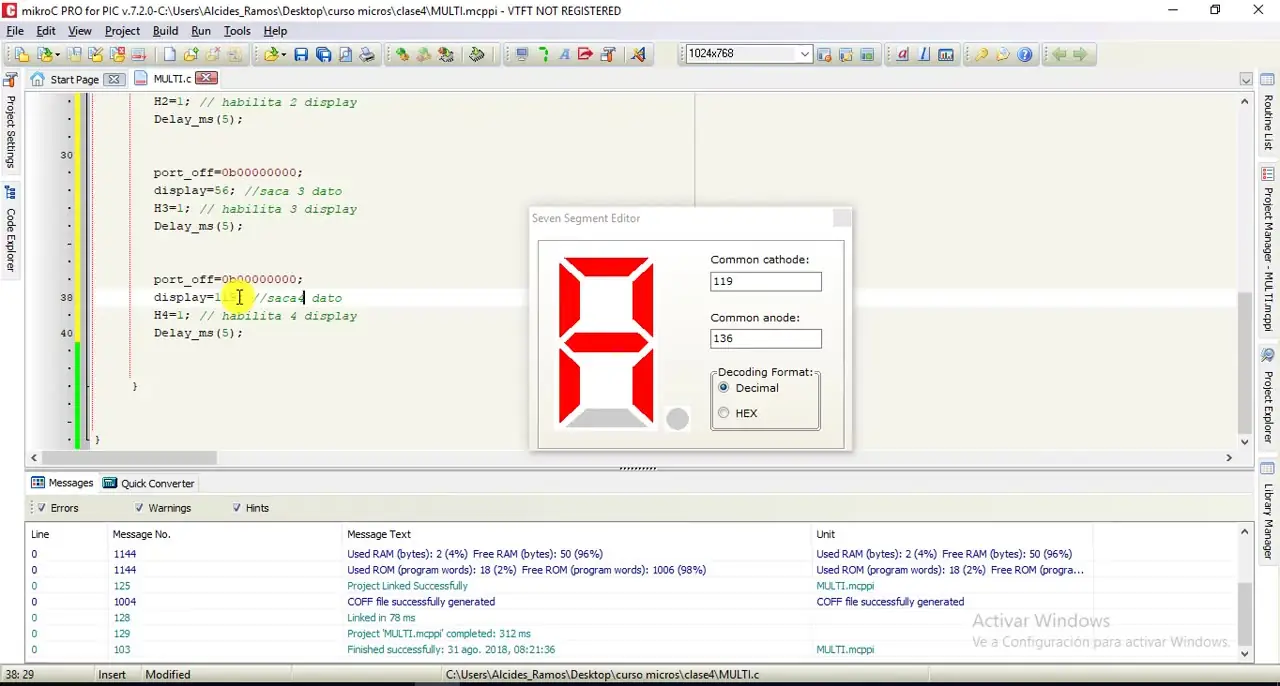 mikroC PRO for PIC v.7.2.0-C:\Users\Alcides_Ramos\Desktop\curso micros\clase4\MULTI.mcppi - VTFT NOT REGISTERED
File Edit View Project Build Run Tools Help
1024x768
Start Page MULTI.c
Project Settings
Code Explorer
Routine List
Project Manager - MULTI.mcppi
Project Explorer
Library Manager
H2=1; // habilita 2 display
Delay_ms(5);
30
port_off=0b00000000;
display=56; //saca 3 dato
H3=1; // habilita 3 display
Delay_ms(5);
port_off=0b00000000;
38 display=119; //saca4 dato
H4=1; // habilita 4 display
40 Delay_ms(5);
}
}
Seven Segment Editor
Common cathode:
119
Common anode:
136
Decoding Format:
Decimal
HEX
Messages Quick Converter
Errors Warnings Hints
Line Message No. Message Text Unit
0 1144 Used RAM (bytes): 2 (4%) Free RAM (bytes): 50 (96%) Used RAM (bytes): 2 (4%) Free RAM (bytes): 50 (96%)
0 1144 Used ROM (program words): 18 (2%) Free ROM (program words): 1006 (98%) Used ROM (program words): 18 (2%) Free ROM (progra...
0 125 Project Linked Successfully MULTI.mcppi
0 1004 COFF file successfully generated COFF file successfully generated
0 128 Linked in 78 ms
0 129 Project 'MULTI.mcppi' completed: 312 ms
0 103 Finished successfully: 31 ago. 2018, 08:21:36 MULTI.mcppi
Activar Windows
Ve a Configuración para activar Windows.
38: 29 Insert Modified C:\Users\Alcides_Ramos\Desktop\curso micros\clase4\MULTI.c